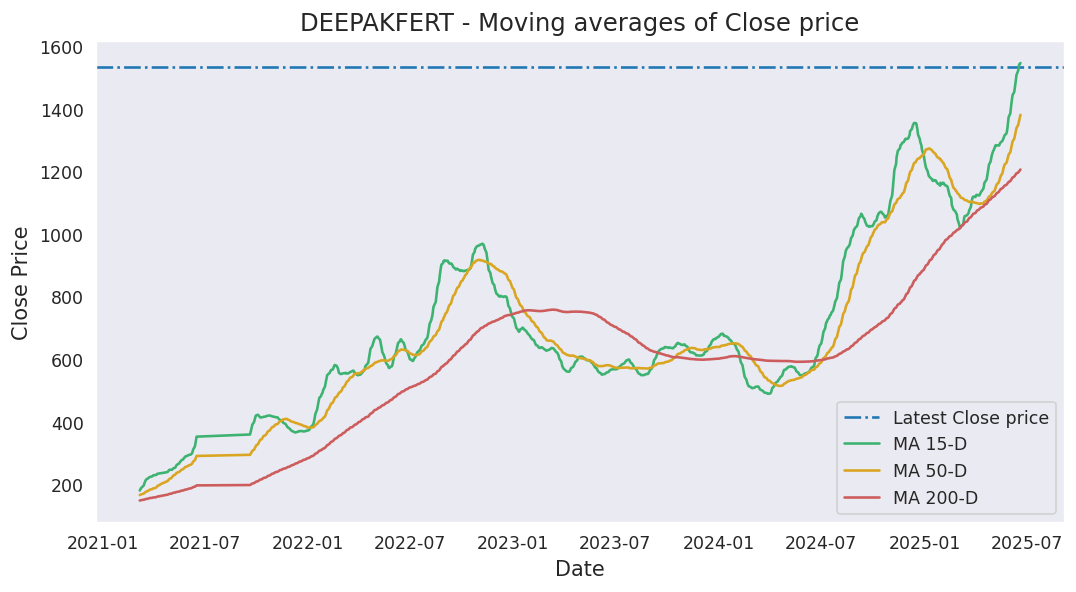 DEEPAKFERT - Moving averages of Close price
1600
1400
1200
1000
800
600
400
200
Close Price
Latest Close price
MA 15-D
MA 50-D
MA 200-D
2021-01 2021-07 2022-01 2022-07 2023-01 2023-07 2024-01 2024-07 2025-01 2025-07
Date